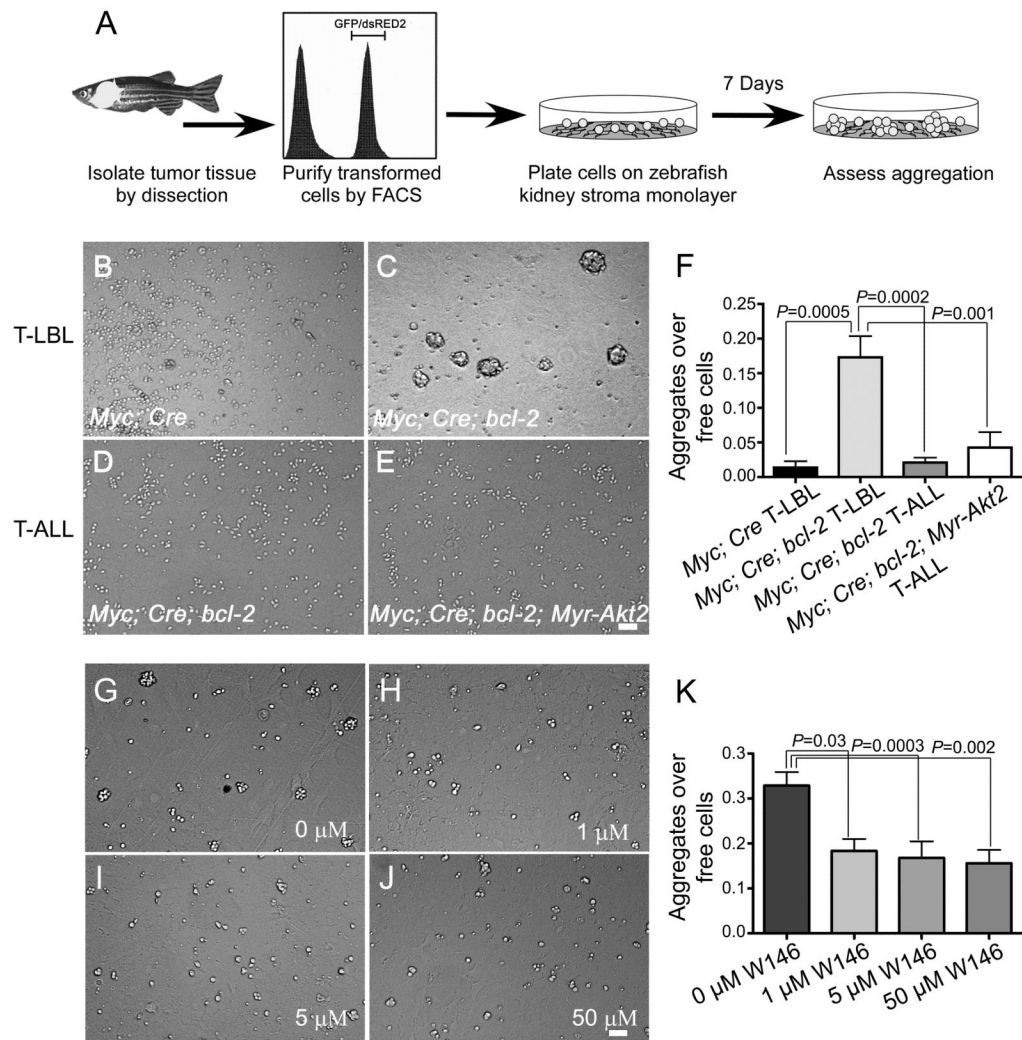 A
GFP/dsRED2
7 Days
Isolate tumor tissue
by dissection
Purify transformed
cells by FACS
Plate cells on zebrafish
kidney stroma monolayer
Assess aggregation
T-LBL
B
Myc; Cre
C
Myc; Cre; bcl-2
T-ALL
D
Myc; Cre; bcl-2
E
Myc; Cre; bcl-2; Myr-Akt2
F
Aggregates over
free cells
0.25
0.20
0.15
0.10
0.05
0.00
P=0.0005
P=0.0002
P=0.001
Myc; Cre T-LBL
Myc; Cre; bcl-2 T-LBL
Myc; Cre; bcl-2 T-ALL
Myc; Cre; bcl-2; Myr-Akt2
T-ALL
G
0 µM
H
1 µM
I
5 µM
J
50 µM
K
Aggregates over
free cells
0.3
0.3
0.2
0.2
0.0
P=0.03
P=0.0003
P=0.002
0 µM W146
1 µM W146
5 µM W146
50 µM W146